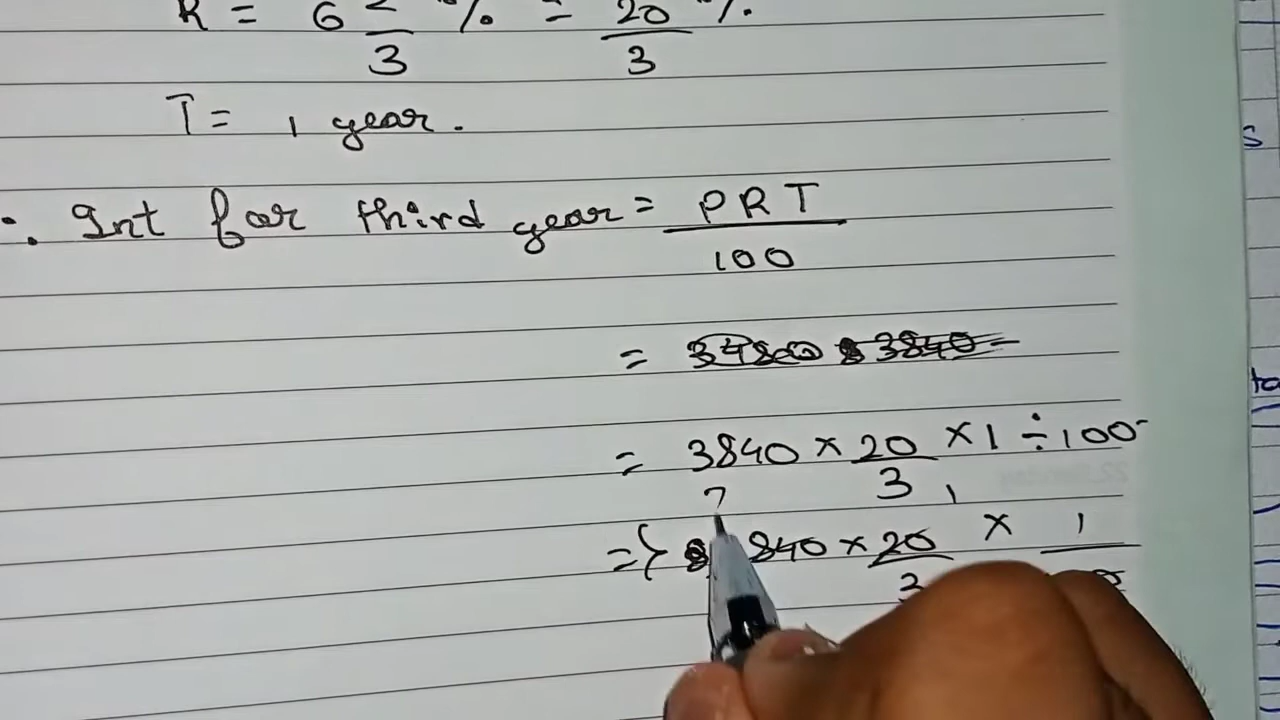 R = 6 2/3 % = 20/3 %.
T = 1 year.
∴ Int for third year = PRT/100
=
= 3840 × 20/3 × 1 ÷ 100
=> 840 × 20/3 × 1